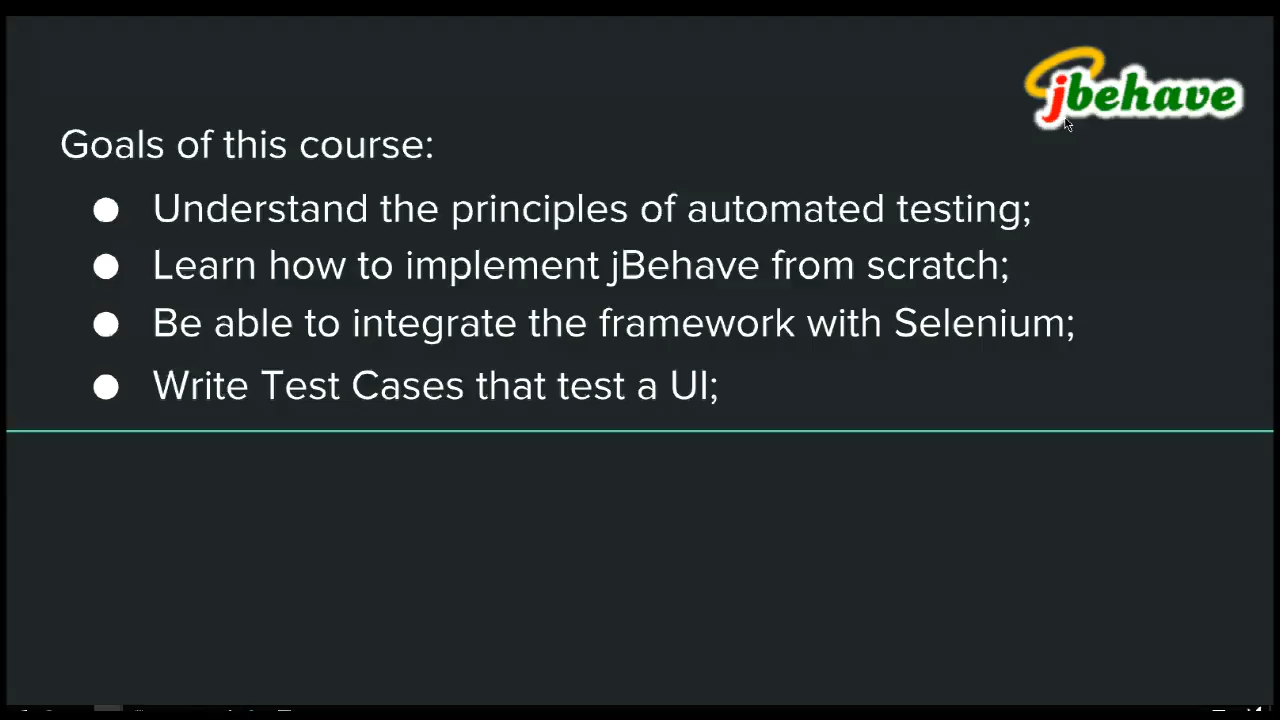 jbehave
Goals of this course:
● Understand the principles of automated testing;
● Learn how to implement jBehave from scratch;
● Be able to integrate the framework with Selenium;
● Write Test Cases that test a UI;